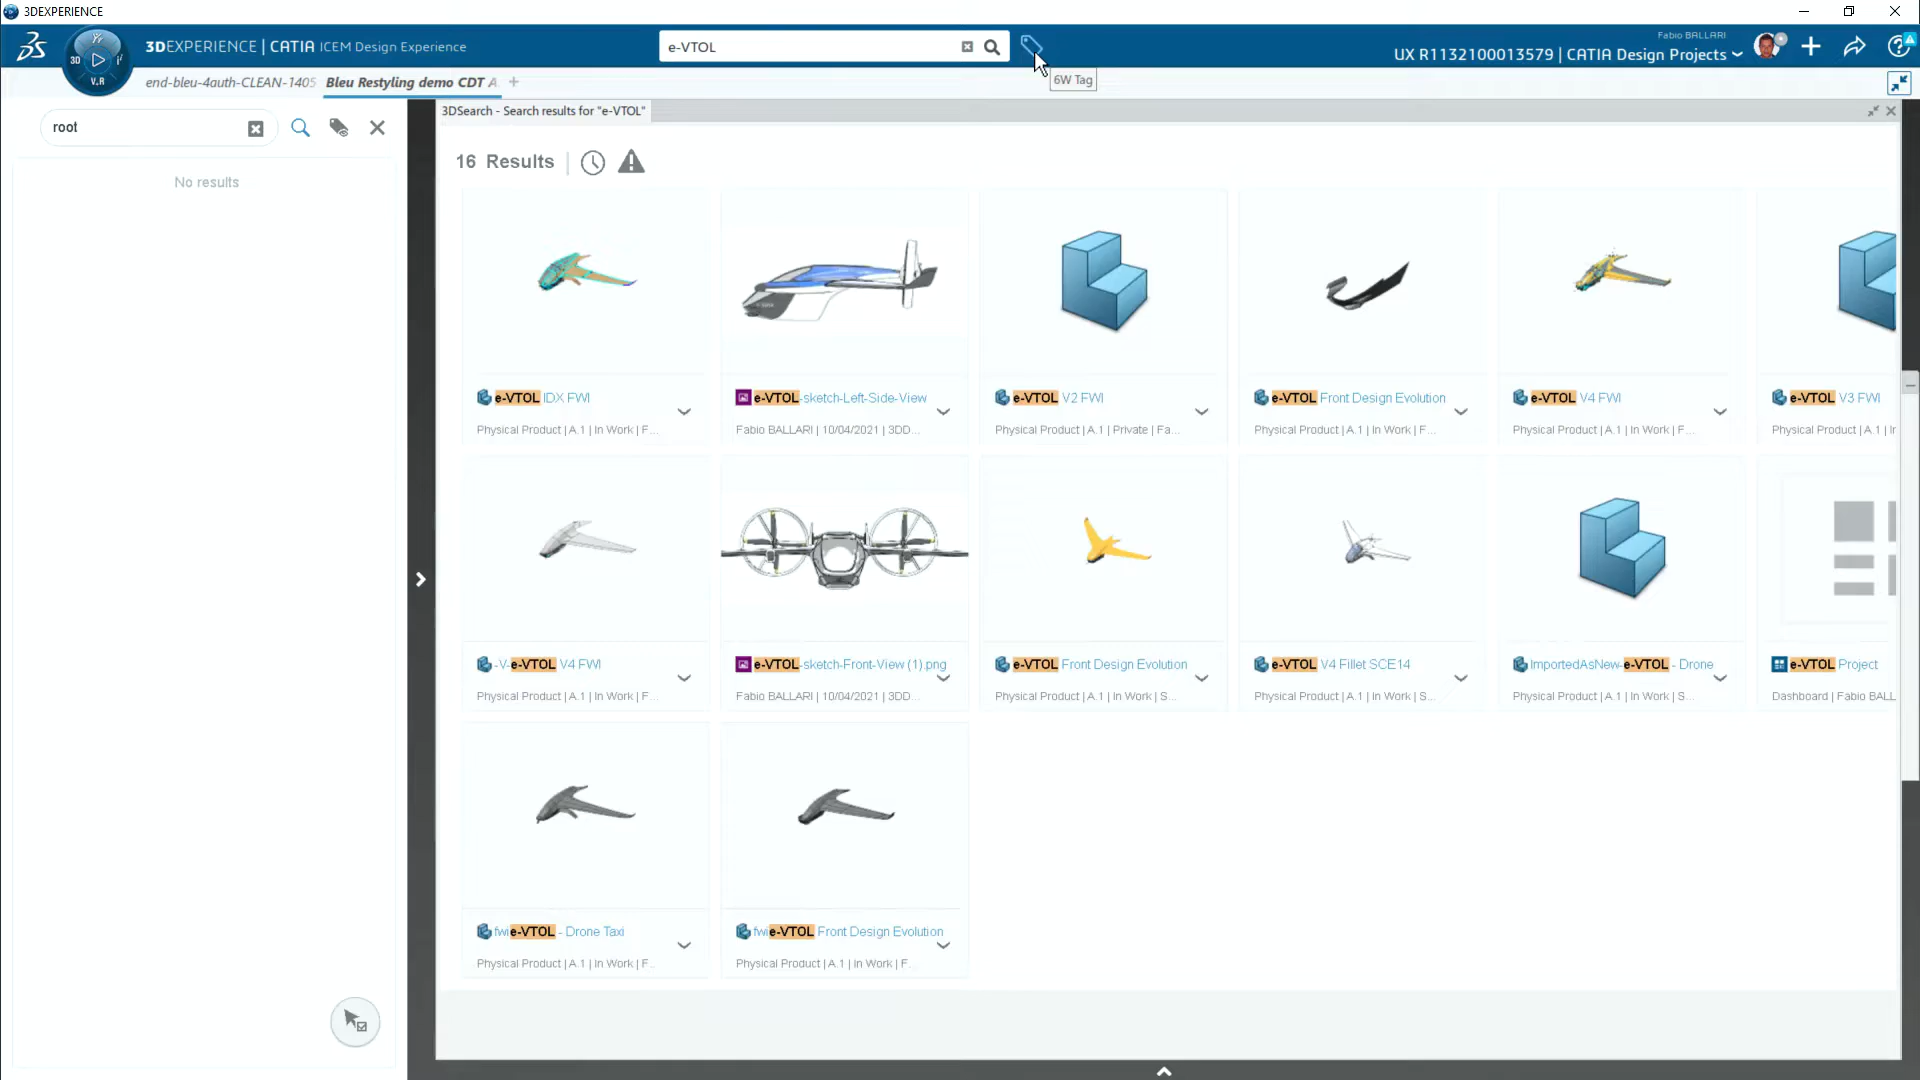 3DEXPERIENCE
3DEXPERIENCE | CATIA ICEM Design Experience
3D
V.R
e-VTOL
6W Tag
Fabio BALLARI
UX R1132100013579 | CATIA Design Projects
end-bleu-4auth-CLEAN-1405
Bleu Restyling demo CDT A
root
No results
3DSearch - Search results for "e-VTOL"
16 Results
e-VTOL IDX FWI
Physical Product | A.1 | In Work | F...
e-VTOL-sketch-Left-Side-View
Fabio BALLARI | 10/04/2021 | 3DD...
e-VTOL V2 FWI
Physical Product | A.1 | Private | Fa...
e-VTOL Front Design Evolution
Physical Product | A.1 | In Work | F...
e-VTOL V4 FWI
Physical Product | A.1 | In Work | F...
e-VTOL V3 FWI
Physical Product | A.1 | Ir
-V-e-VTOL V4 FWI
Physical Product | A.1 | In Work | F...
e-VTOL-sketch-Front-View (1).png
Fabio BALLARI | 10/04/2021 | 3DD...
e-VTOL Front Design Evolution
Physical Product | A.1 | In Work | S...
e-VTOL V4 Fillet SCE14
Physical Product | A.1 | In Work | S...
ImportedAsNew-e-VTOL - Drone
Physical Product | A.1 | In Work | S...
e-VTOL Project
Dashboard | Fabio BALL
fwie-VTOL - Drone Taxi
Physical Product | A.1 | In Work | F...
fwie-VTOL Front Design Evolution
Physical Product | A.1 | In Work | F...